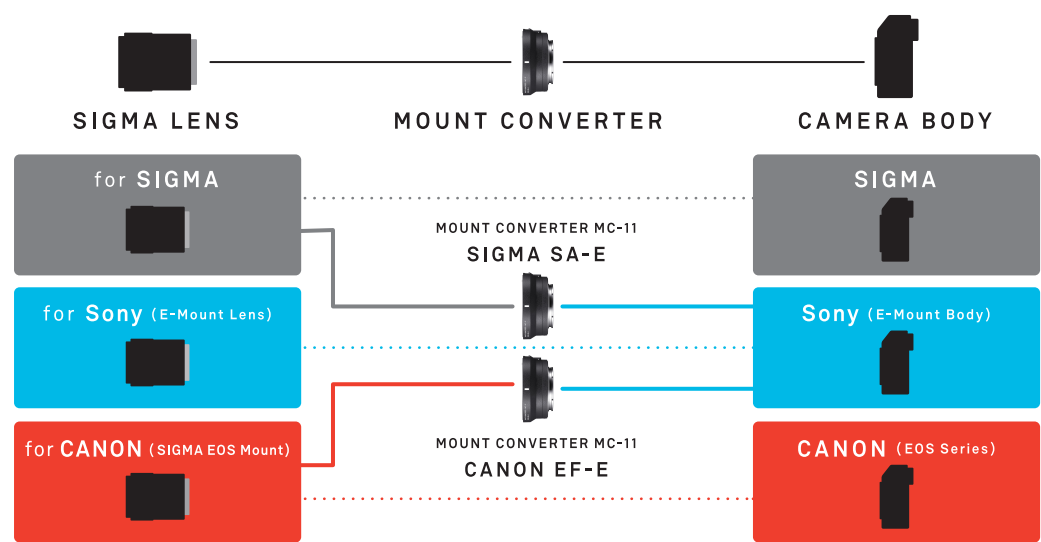 SIGMA LENS
MOUNT CONVERTER
CAMERA BODY
for SIGMA
SIGMA
MOUNT CONVERTER MC-11
SIGMA SA-E
for Sony (E-Mount Lens)
Sony (E-Mount Body)
for CANON (SIGMA EOS Mount)
MOUNT CONVERTER MC-11
CANON EF-E
CANON (EOS Series)